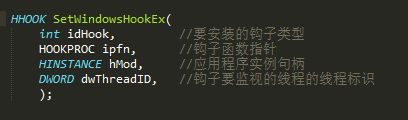 HHOOK SetWindowsHookEx(
int idHook, //要安装的钩子类型
HOOKPROC ipfn, //钩子函数指针
HINSTANCE hMod, //应用程序实例句柄
DWORD dwThreadID, //钩子要监视的线程的线程标识
);